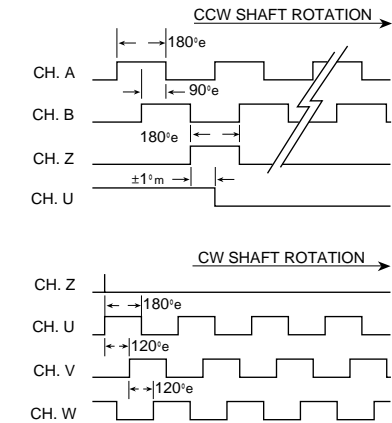 CCW SHAFT ROTATION
180°e
CH. A
90°e
CH. B
180°e
CH. Z
±1°m
CH. U
CW SHAFT ROTATION
CH. Z
180°e
CH. U
120°e
CH. V
120°e
CH. W